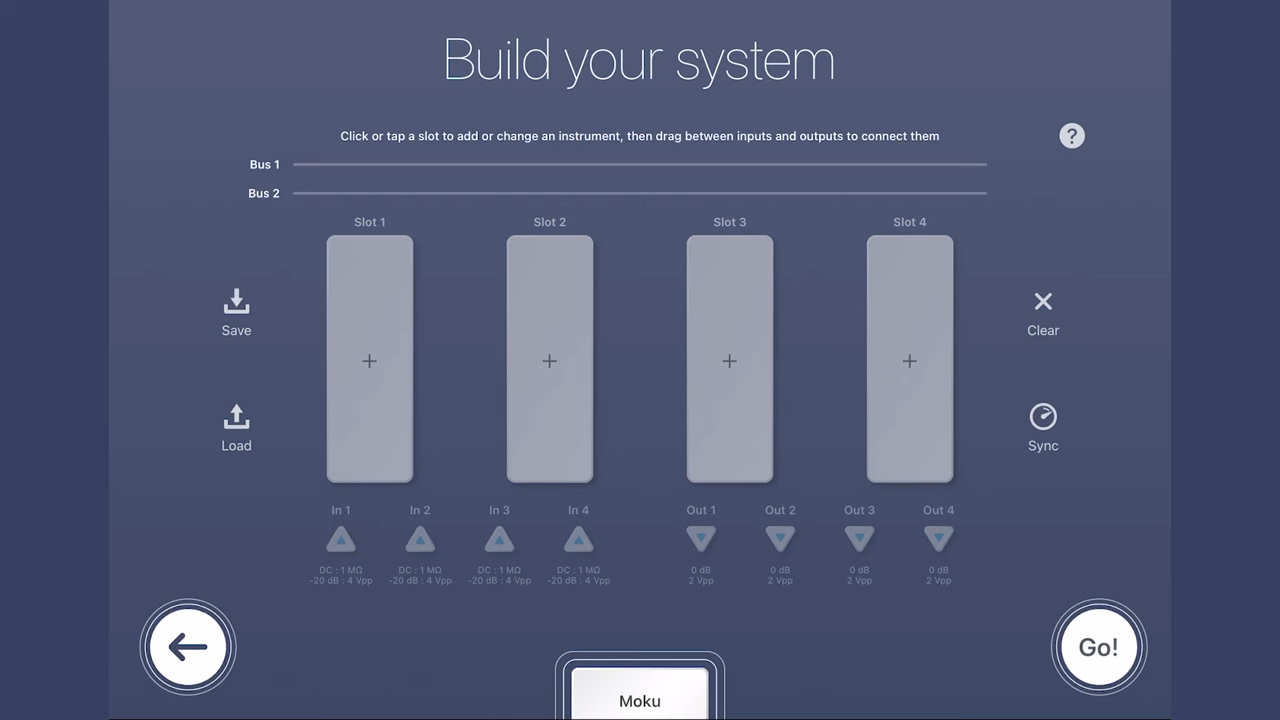 Build your system
Click or tap a slot to add or change an instrument, then drag between inputs and outputs to connect them
?
Bus 1
Bus 2
Slot 1 Slot 2 Slot 3 Slot 4
+ + + +
Save
Clear
Load
Sync
In 1 In 2 In 3 In 4 Out 1 Out 2 Out 3 Out 4
DC : 1 MΩ DC : 1 MΩ DC : 1 MΩ DC : 1 MΩ 0 dB 0 dB 0 dB 0 dB
-20 dB : 4 Vpp -20 dB : 4 Vpp -20 dB : 4 Vpp -20 dB : 4 Vpp 2 Vpp 2 Vpp 2 Vpp 2 Vpp
Go!
Moku